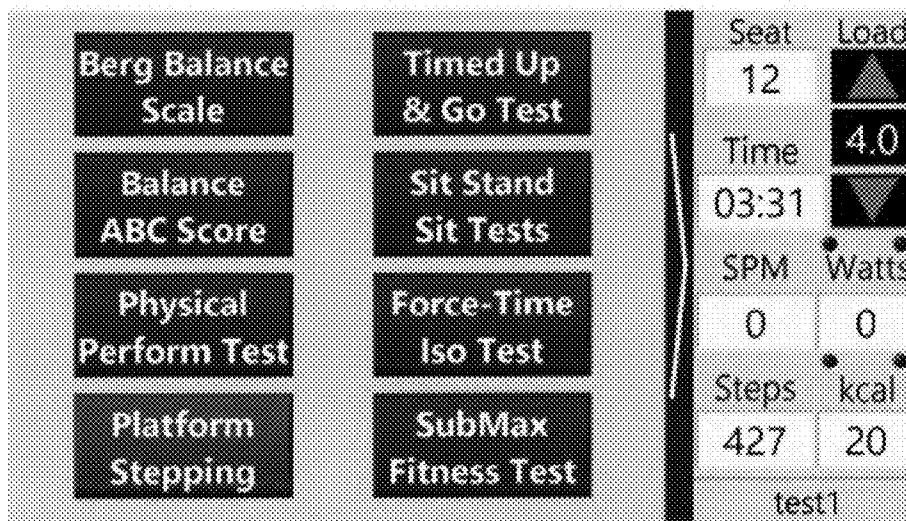 Berg Balance
Scale
Timed Up
& Go Test
Balance
ABC Score
Sit Stand
Sit Tests
Physical
Perform Test
Force-Time
Iso Test
Platform
Stepping
SubMax
Fitness Test
Seat
Load
12
4.0
Time
03:31
SPM
Watts
0
0
Steps
kcal
427
20
test1